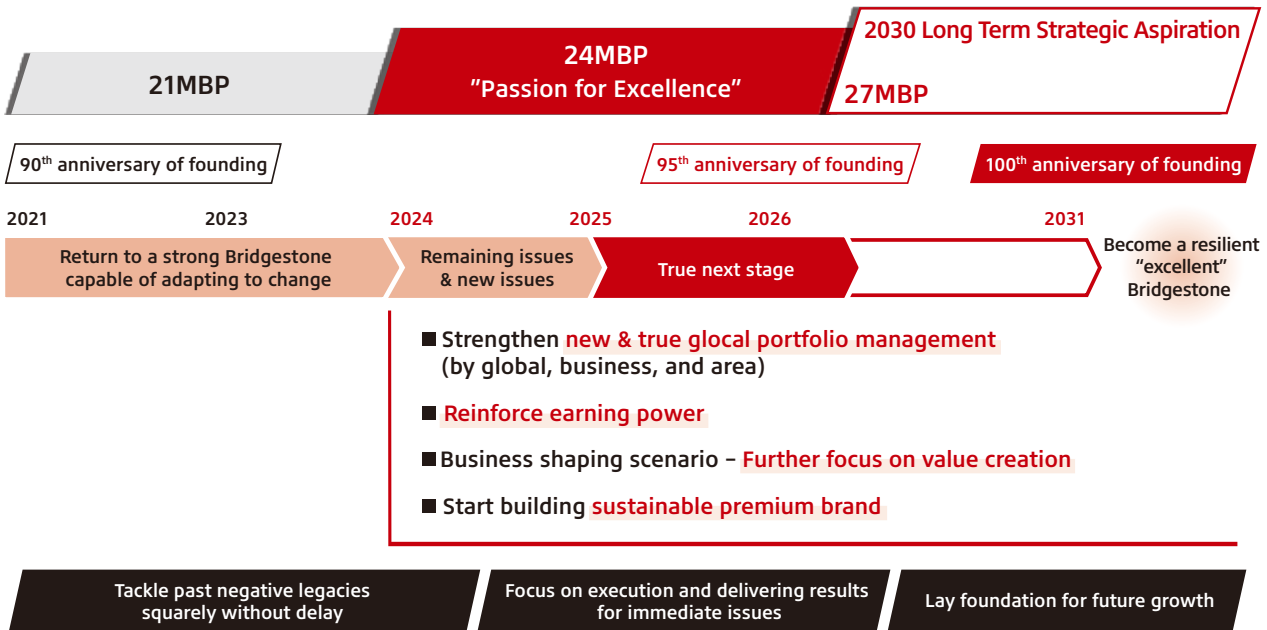 2030 Long Term Strategic Aspiration
21MBP
24MBP
"Passion for Excellence"
27MBP
90th anniversary of founding
95th anniversary of founding
100th anniversary of founding
2021
2023
2024
2025
2026
2031
Return to a strong Bridgestone
capable of adapting to change
Remaining issues
& new issues
True next stage
Become a resilient
“excellent”
Bridgestone
■ Strengthen new & true glocal portfolio management
(by global, business, and area)
■ Reinforce earning power
■ Business shaping scenario – Further focus on value creation
■ Start building sustainable premium brand
Tackle past negative legacies
squarely without delay
Focus on execution and delivering results
for immediate issues
Lay foundation for future growth